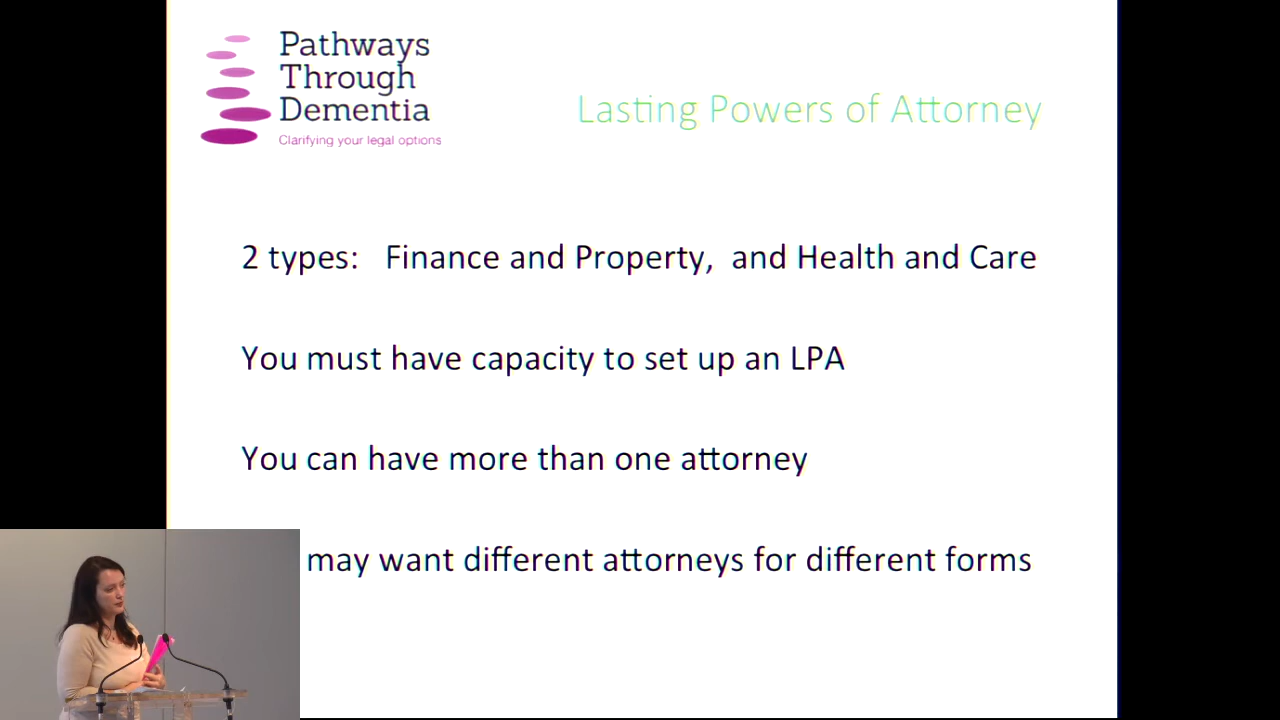 Pathways
Through
Dementia
Clarifying your legal options
Lasting Powers of Attorney
2 types: Finance and Property, and Health and Care
You must have capacity to set up an LPA
You can have more than one attorney
may want different attorneys for different forms